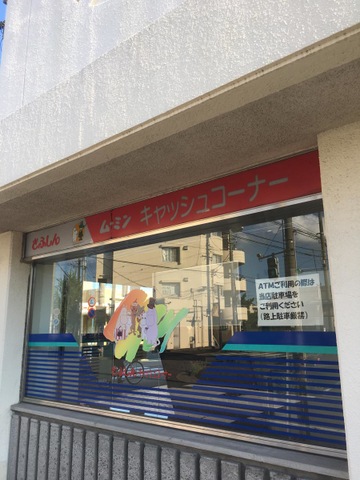 とふしん
ムーミン キャッシュコーナー
ATMご利用の際は
当店駐車場を
ご利用ください
(路上駐車厳禁)